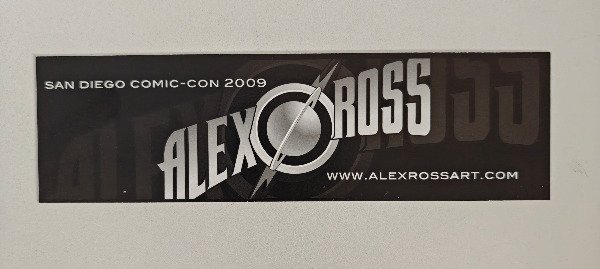 SAN DIEGO COMIC-CON 2009
ALEX ROSS
WWW.ALEXROSSART.COM